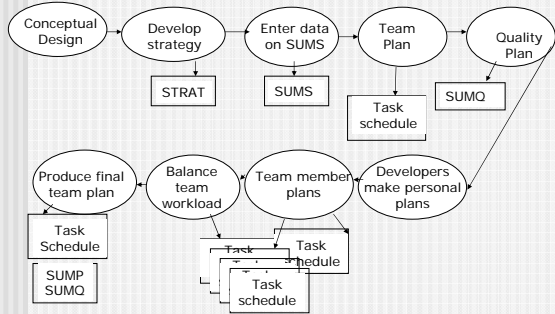 Conceptual
Design
Develop
strategy
Enter data
on SUMS
Team
Plan
Quality
Plan
STRAT
SUMS
Task
schedule
SUMQ
Produce final
team plan
Balance
team
workload
Team member
plans
Developers
make personal
plans
Task
Schedule
SUMP
SUMQ
Task
Task
Task
schedule